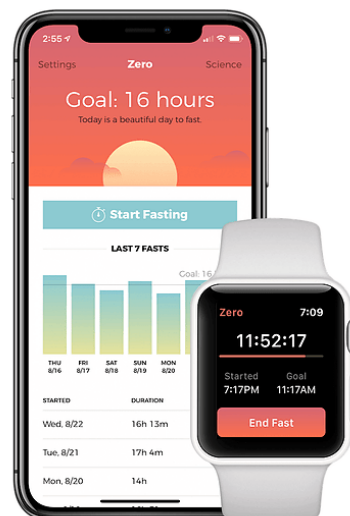 2:55
Settings Zero Science
Goal: 16 hours
Today is a beautiful day to fast.
Start Fasting
LAST 7 FASTS
Goal: 16
THU FRI SAT SUN MON
8/16 8/17 8/18 8/19 8/20
STARTED DURATION
Wed, 8/22 16h 13m
Tue, 8/21 17h 4m
Mon, 8/20 14h
Zero 7:09
11:52:17
Started Goal
7:17PM 11:17AM
End Fast